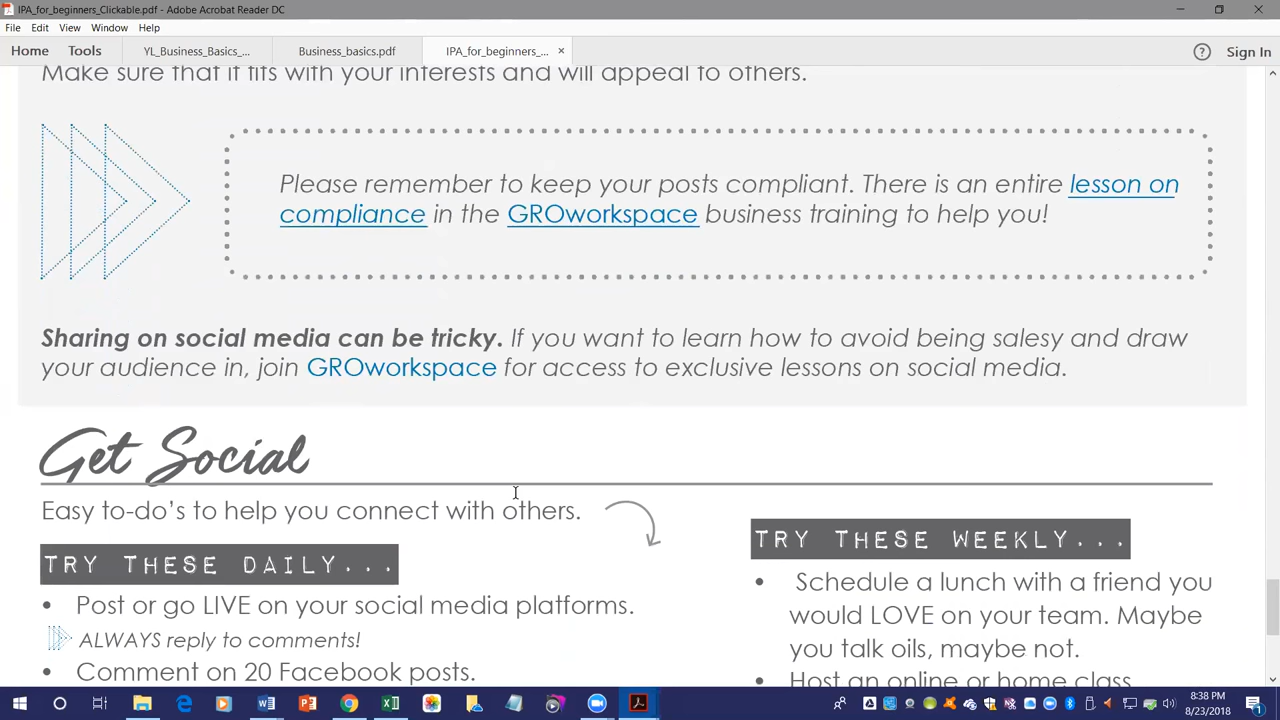 IPA_for_beginners_Clickable.pdf - Adobe Acrobat Reader DC
File Edit View Window Help
Home Tools YL_Business_Basics_... Business_basics.pdf IPA_for_beginners_... × ? Sign In
Make sure that it fits with your interests and will appeal to others.
Please remember to keep your posts compliant. There is an entire lesson on
compliance in the GROworkspace business training to help you!
Sharing on social media can be tricky. If you want to learn how to avoid being salesy and draw
your audience in, join GROworkspace for access to exclusive lessons on social media.
Get Social
Easy to-do's to help you connect with others.
TRY THESE DAILY...
• Post or go LIVE on your social media platforms.
ALWAYS reply to comments!
• Comment on 20 Facebook posts.
TRY THESE WEEKLY...
• Schedule a lunch with a friend you
would LOVE on your team. Maybe
you talk oils, maybe not.
• Host an online or home class
8:38 PM
8/23/2018